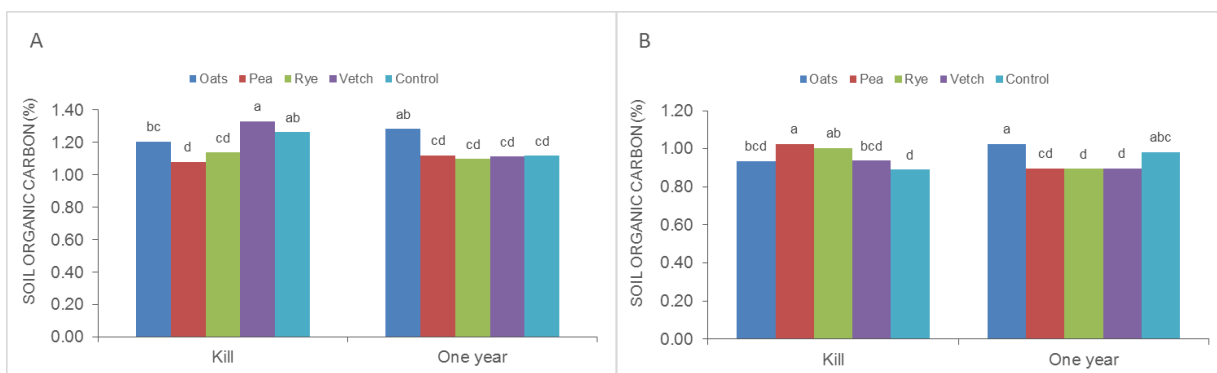 A
Oats Pea Rye Vetch Control
SOIL ORGANIC CARBON (%)
1.40
1.20
1.00
0.80
0.60
0.40
0.20
0.00
bc d cd a ab
ab cd cd cd cd
Kill One year
B
Oats Pea Rye Vetch Control
SOIL ORGANIC CARBON (%)
1.20
1.00
0.80
0.60
0.40
0.20
0.00
bcd a ab bcd d
a cd d d abc
Kill One year